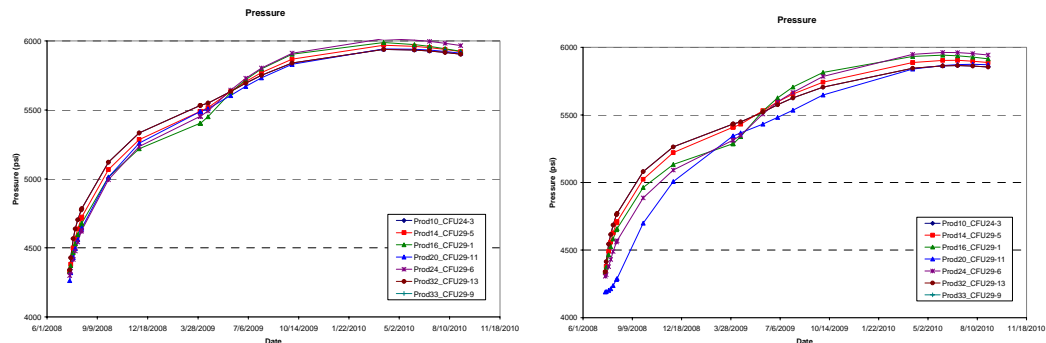 Pressure
6000
5500
5000
4500
4000
Pressure (psi)
6/1/2008 9/9/2008 12/18/2008 3/28/2009 7/6/2009 10/14/2009 1/22/2010 5/2/2010 8/10/2010 11/18/2010
Date
Prod10_CFU24-3
Prod14_CFU29-5
Prod16_CFU29-1
Prod20_CFU29-11
Prod24_CFU29-6
Prod32_CFU29-13
Prod33_CFU29-9
Pressure
6000
5500
5000
4500
4000
Pressure (psi)
6/1/2008 9/9/2008 12/18/2008 3/28/2009 7/6/2009 10/14/2009 1/22/2010 5/2/2010 8/10/2010 11/18/2010
Date
Prod10_CFU24-3
Prod14_CFU29-5
Prod16_CFU29-1
Prod20_CFU29-11
Prod24_CFU29-6
Prod32_CFU29-13
Prod33_CFU29-9